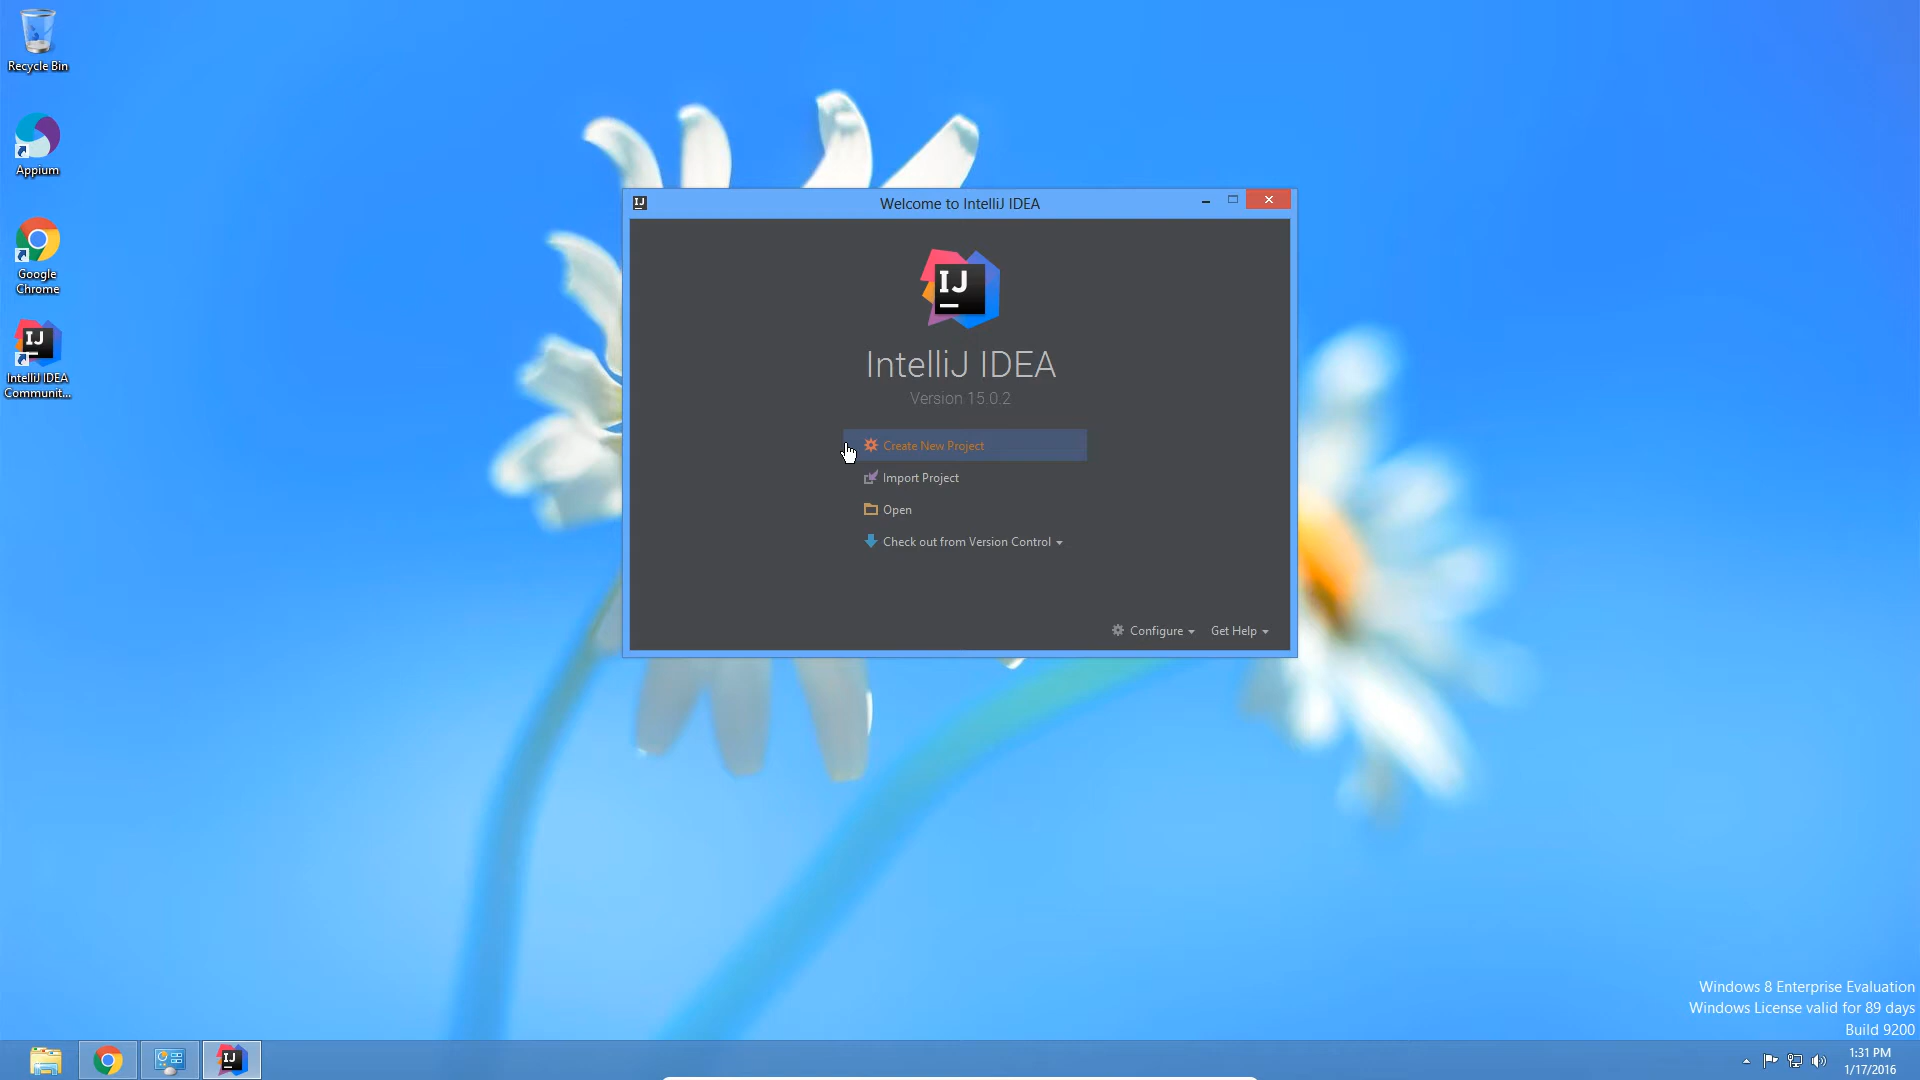 Recycle Bin
Appium
Google
Chrome
IntelliJ IDEA
Communit...
Welcome to IntelliJ IDEA
IJ
IntelliJ IDEA
Version 15.0.2
Create New Project
Import Project
Open
Check out from Version Control
Configure
Get Help
Windows 8 Enterprise Evaluation
Windows License valid for 89 days
Build 9200
1:31 PM
1/17/2016